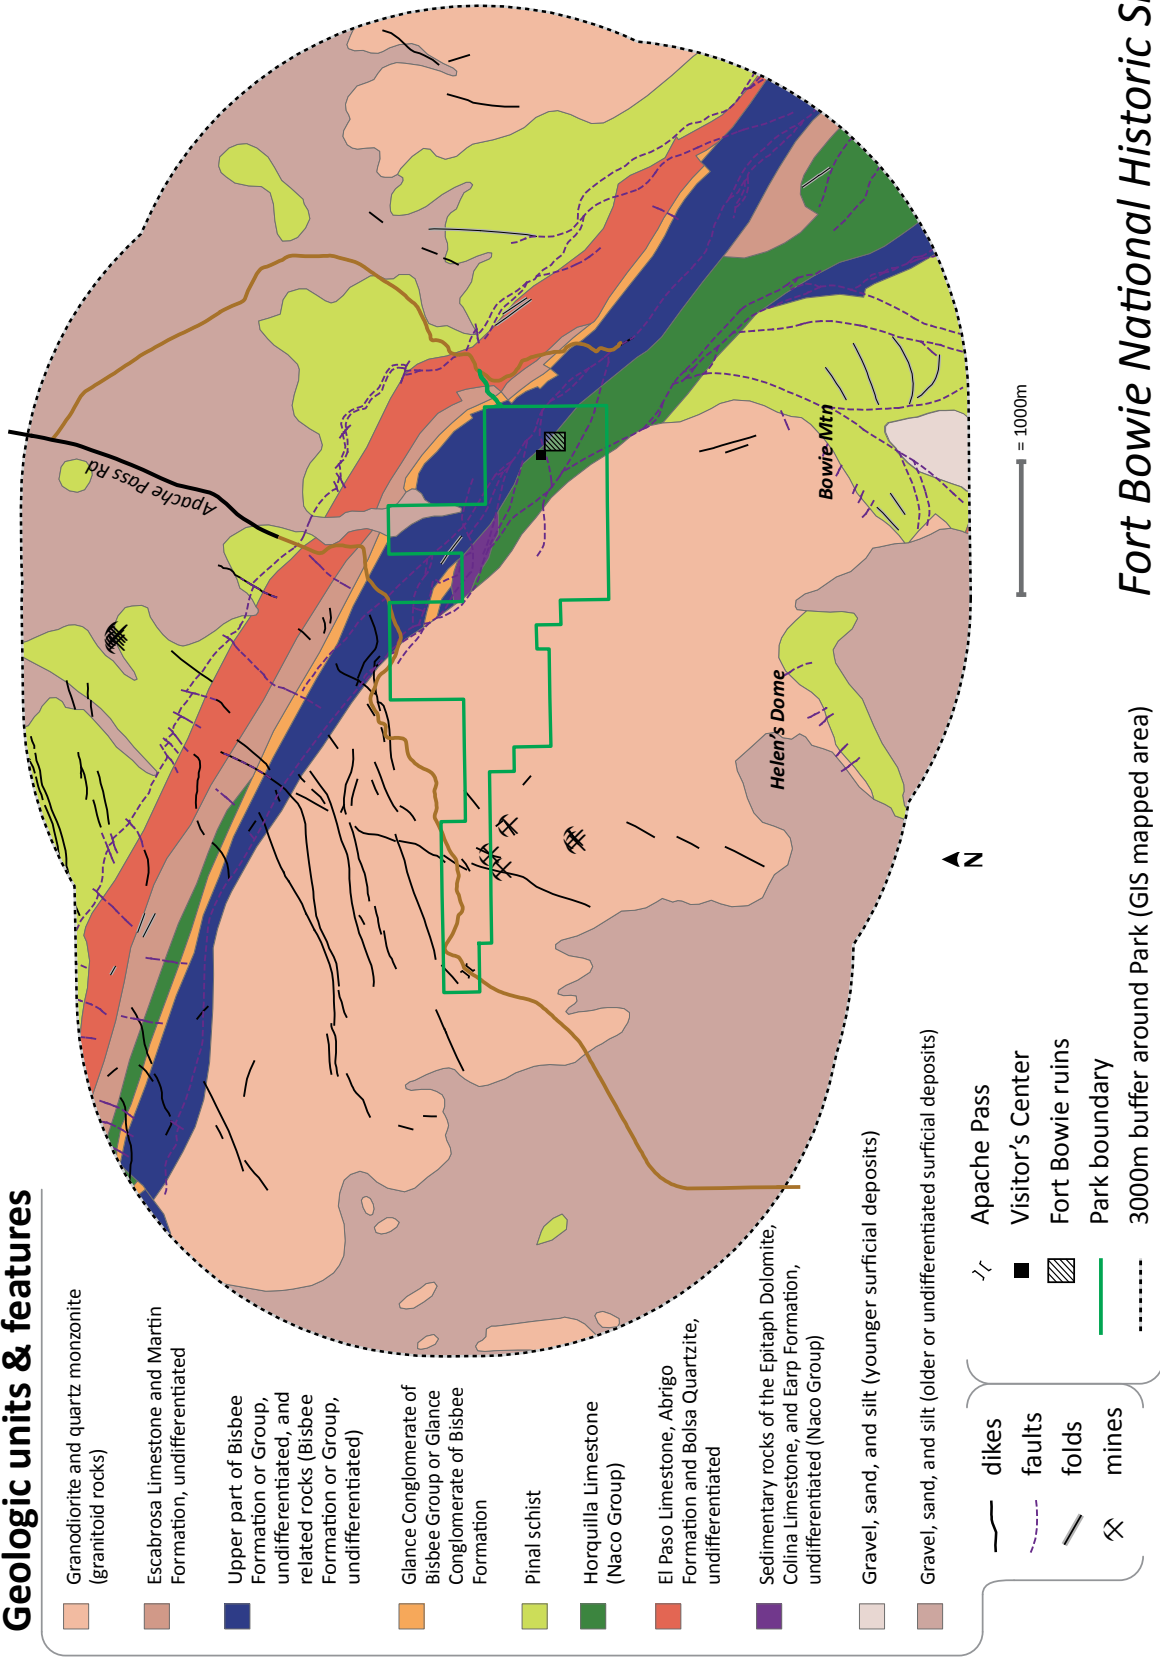 Geologic units & features
Granodiorite and quartz monzonite
(granitoid rocks)
Escabrosa Limestone and Martin
Formation, undifferentiated
Upper part of Bisbee
Formation or Group,
undifferentiated, and
related rocks (Bisbee
Formation or Group,
undifferentiated)
Glance Conglomerate of
Bisbee Group or Glance
Conglomerate of Bisbee
Formation
Pinal schist
Horquilla Limestone
(Naco Group)
El Paso Limestone, Abrigo
Formation and Bolsa Quartzite,
undifferentiated
Sedimentary rocks of the Epitaph Dolomite,
Colina Limestone, and Earp Formation,
undifferentiated (Naco Group)
Gravel, sand, and silt (younger surficial deposits)
Gravel, sand, and silt (older or undifferentiated surficial deposits)
dikes
faults
folds
mines
Apache Pass
Visitor's Center
Fort Bowie ruins
Park boundary
3000m buffer around Park (GIS mapped area)
Apache Pass Rd
Helen's Dome
Bowie Mtn
N
= 1000m
Fort Bowie National Historic